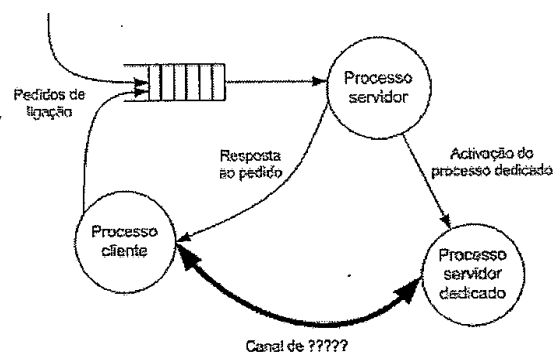 Processo
servidor
Pedidos de
ligação
Resposta
ao pedido
Activação do
processo dedicado
Processo
cliente
Processo
servidor
dedicado
Canal de ?????